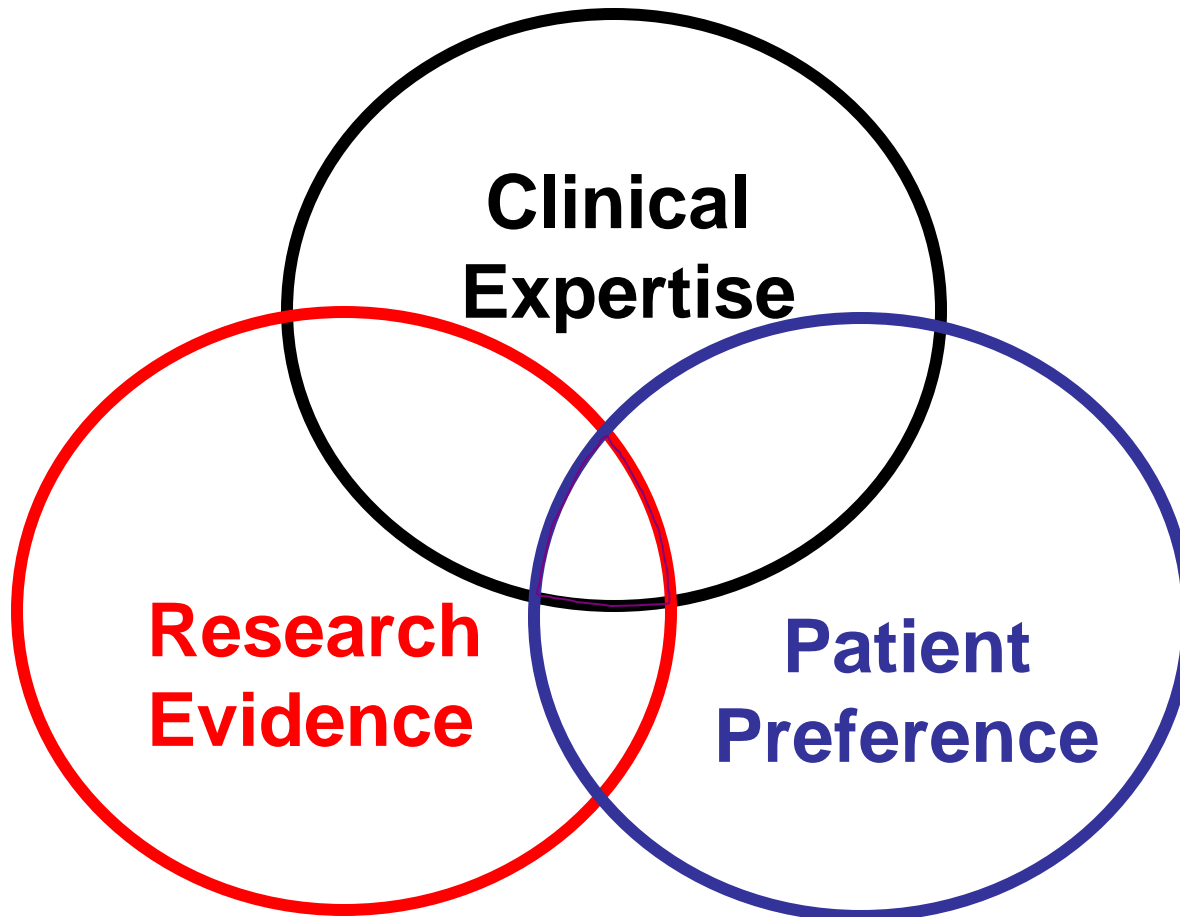 Clinical
Expertise
Research
Evidence
Patient
Preference